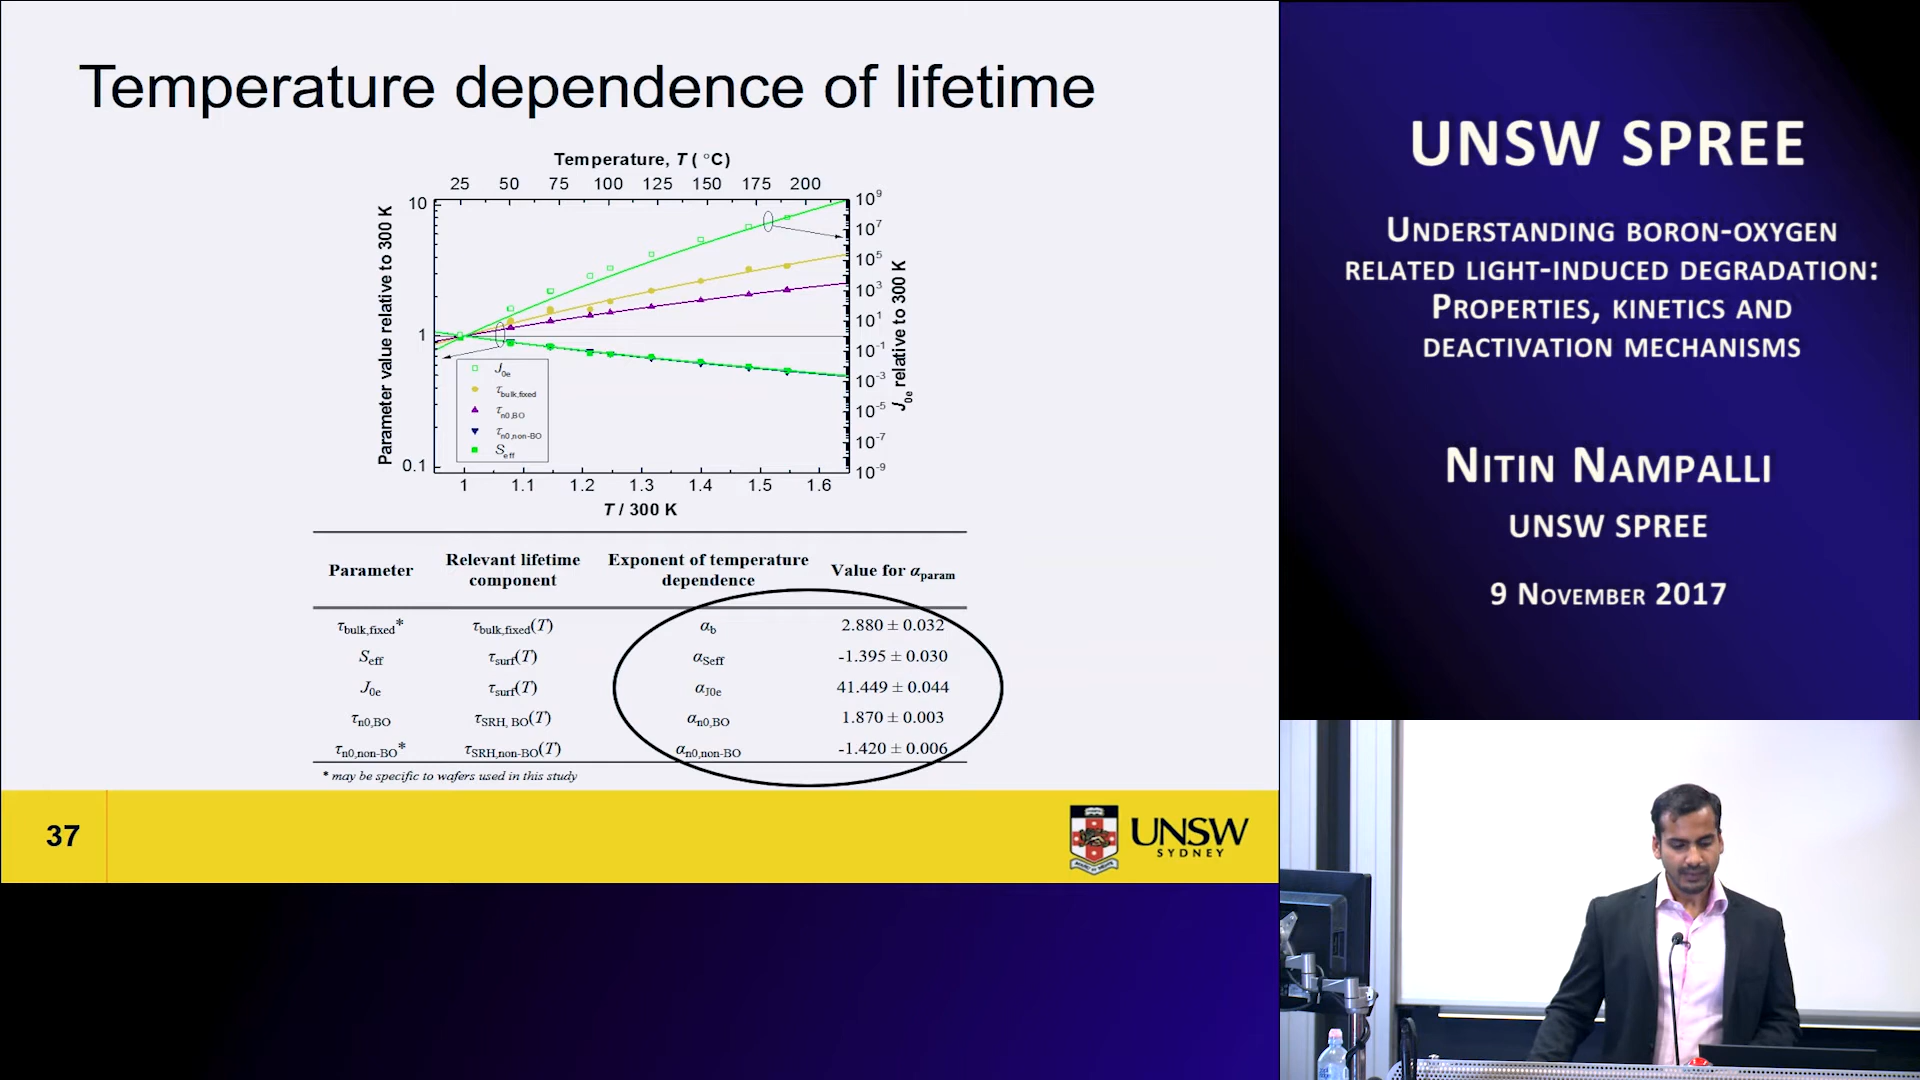 Temperature dependence of lifetime
Temperature, T ( °C)
25 50 75 100 125 150 175 200
Parameter value relative to 300 K
10
1
0.1
10⁹
10⁷
10⁵
10³
10¹
10⁻¹
10⁻³
10⁻⁵
10⁻⁷
10⁻⁹
J0e relative to 300 K
J0e
τbulk,fixed
τn0,BO
τn0,non-BO
Seff
1 1.1 1.2 1.3 1.4 1.5 1.6
T / 300 K
Parameter Relevant lifetime component Exponent of temperature dependence Value for αparam
τbulk,fixed* τbulk,fixed(T) αb 2.880 ± 0.032
Seff τsurf(T) αSeff -1.395 ± 0.030
J0e τsurf(T) αJ0e 41.449 ± 0.044
τn0,BO τSRH, BO(T) αn0,BO 1.870 ± 0.003
τn0,non-BO* τSRH,non-BO(T) αn0,non-BO -1.420 ± 0.006
* may be specific to wafers used in this study
37
UNSW
SYDNEY
UNSW SPREE
Understanding boron-oxygen
related light-induced degradation:
Properties, kinetics and
deactivation mechanisms
Nitin Nampalli
UNSW SPREE
9 November 2017